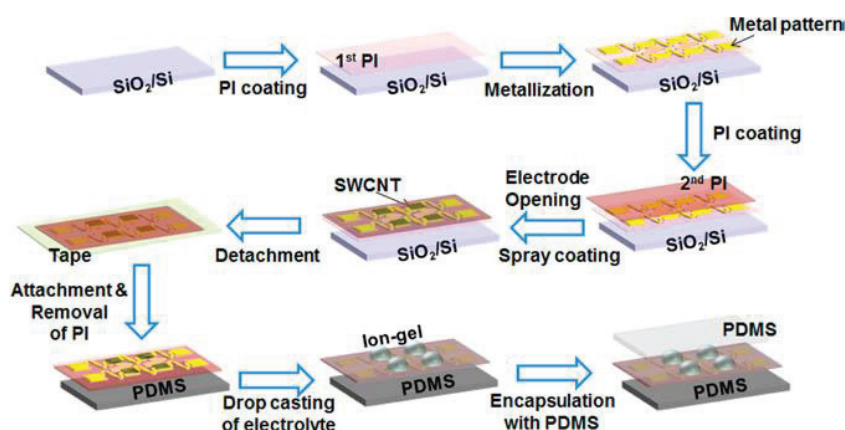 SiO₂/Si
PI coating
1st PI
SiO₂/Si
Metallization
Metal pattern
SiO₂/Si
PI coating
2nd PI
SiO₂/Si
Electrode
Opening
Spray coating
SWCNT
SiO₂/Si
Detachment
Tape
Attachment &
Removal
of PI
PDMS
Drop casting
of electrolyte
Ion-gel
PDMS
Encapsulation
with PDMS
PDMS
PDMS